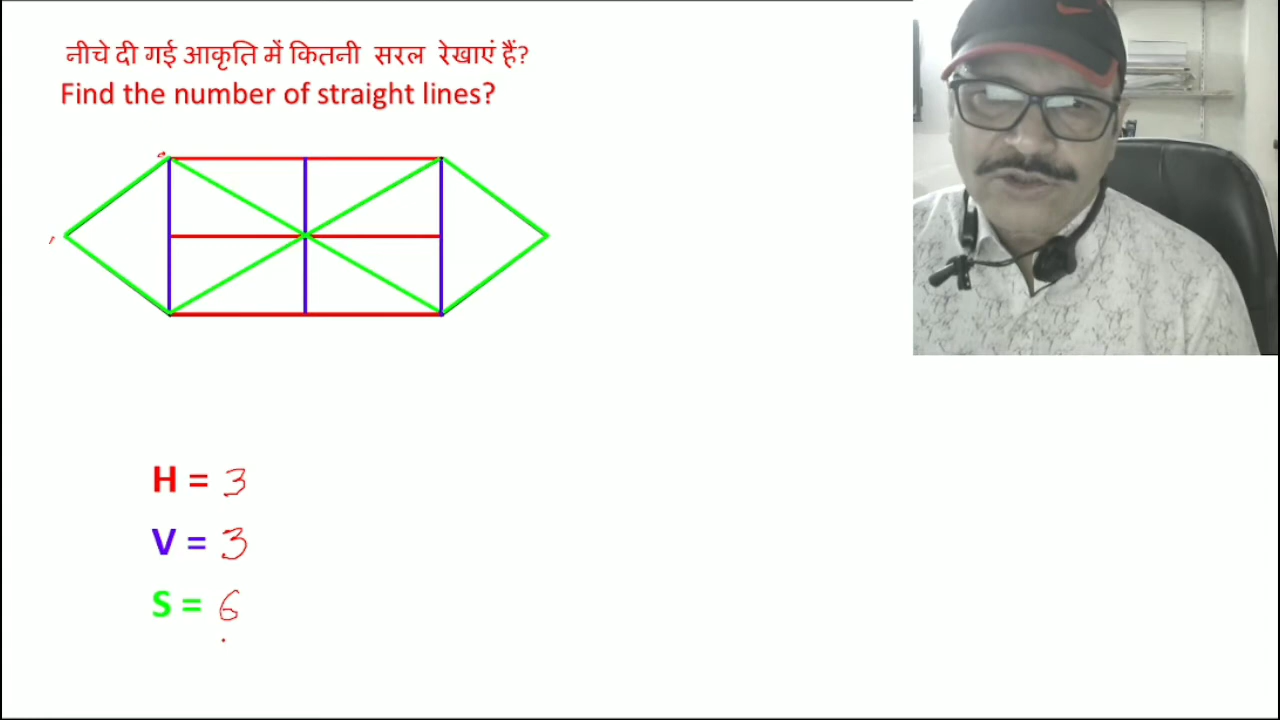 नीचे दी गई आकृति में कितनी सरल रेखाएं हैं?
Find the number of straight lines?
H = 3
V = 3
S = 6